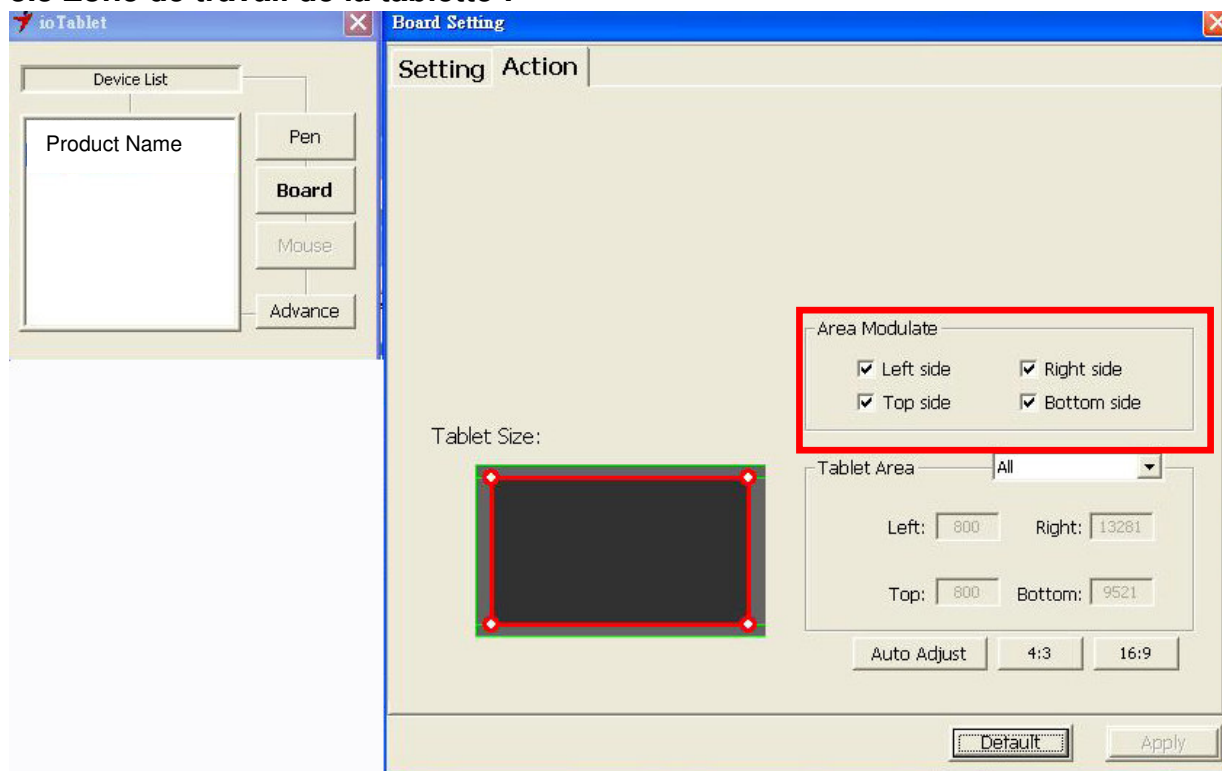 ioTablet
Device List
Product Name
Pen
Board
Mouse
Advance
Board Setting
Setting Action
Area Modulate
Left side Right side
Top side Bottom side
Tablet Size:
Tablet Area All
Left: 800 Right: 13281
Top: 800 Bottom: 9521
Auto Adjust 4:3 16:9
Default Apply